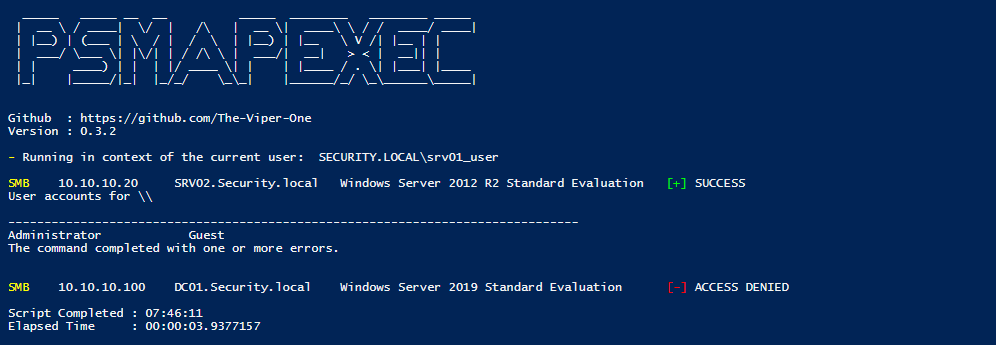 PSMAPEXEC
Github  : https://github.com/The-Viper-One
Version : 0.3.2
- Running in context of the current user:  SECURITY.LOCAL\srv01_user
SMB    10.10.10.20     SRV02.Security.local   Windows Server 2012 R2 Standard Evaluation   [+] SUCCESS
User accounts for \\
-------------------------------------------------------------------------------
Administrator            Guest
The command completed with one or more errors.
SMB    10.10.10.100    DC01.Security.local    Windows Server 2019 Standard Evaluation      [-] ACCESS DENIED
Script Completed : 07:46:11
Elapsed Time     : 00:00:03.9377157